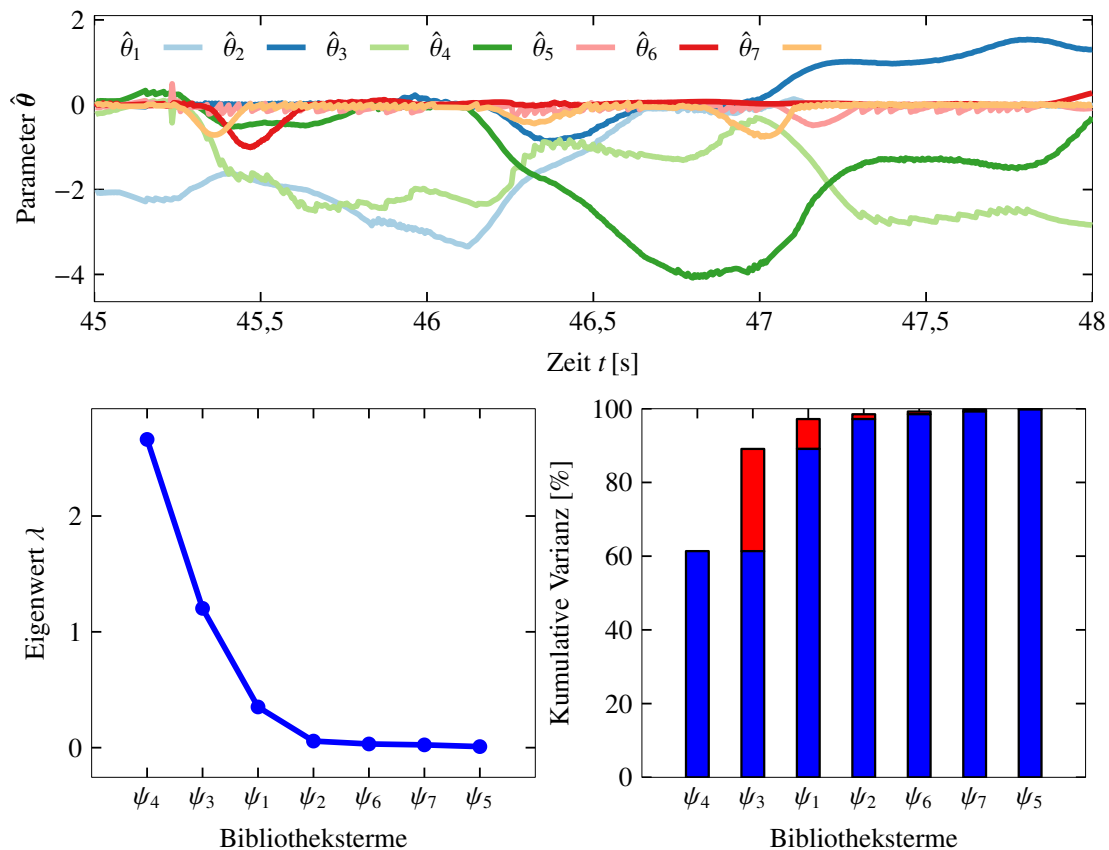 2
0
−2
−4
Parameter θ̂
θ̂₁ θ̂₂ θ̂₃ θ̂₄ θ̂₅ θ̂₆ θ̂₇
45 45,5 46 46,5 47 47,5 48
Zeit t [s]
2
1
0
Eigenwert λ
ψ₄ ψ₃ ψ₁ ψ₂ ψ₆ ψ₇ ψ₅
Bibliotheksterme
100
80
60
40
20
0
Kumulative Varianz [%]
ψ₄ ψ₃ ψ₁ ψ₂ ψ₆ ψ₇ ψ₅
Bibliotheksterme